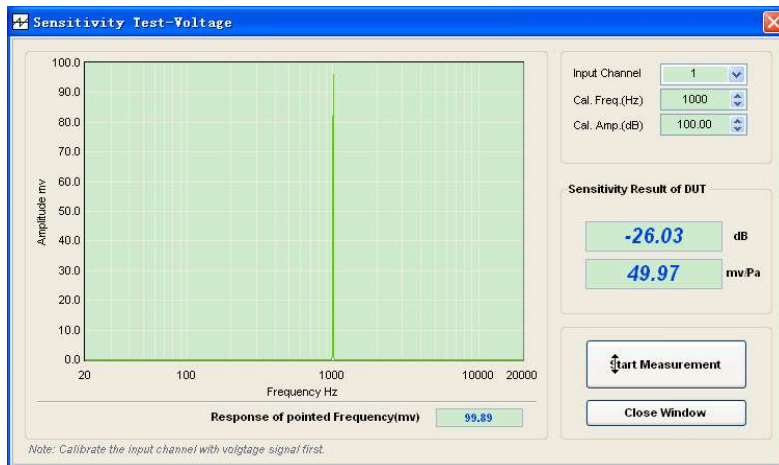 Sensitivity Test-Voltage
100.0
90.0
80.0
70.0
60.0
50.0
40.0
30.0
20.0
10.0
0.0
Amplitude mv
20 100 1000 10000 20000
Frequency Hz
Response of pointed Frequency(mv) 99.89
Note: Calibrate the input channel with volgtage signal first.
Input Channel 1
Cal. Freq.(Hz) 1000
Cal. Amp.(dB) 100.00
Sensitivity Result of DUT
-26.03 dB
49.97 mv/Pa
Start Measurement
Close Window